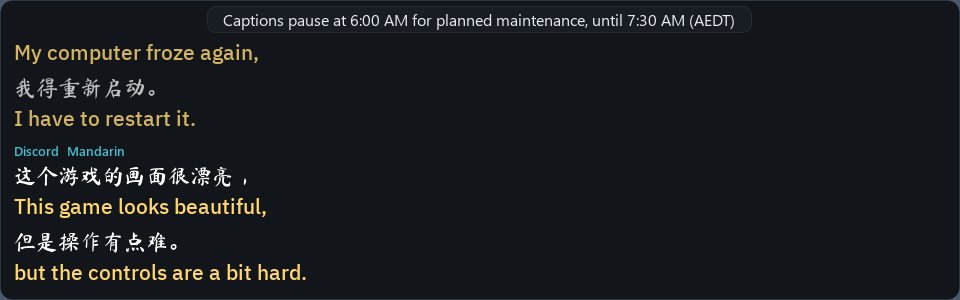 Captions pause at 6:00 AM for planned maintenance, until 7:30 AM (AEDT)
My computer froze again,
我得重新启动。
I have to restart it.
Discord Mandarin
这个游戏的画面很漂亮，
This game looks beautiful,
但是操作有点难。
but the controls are a bit hard.